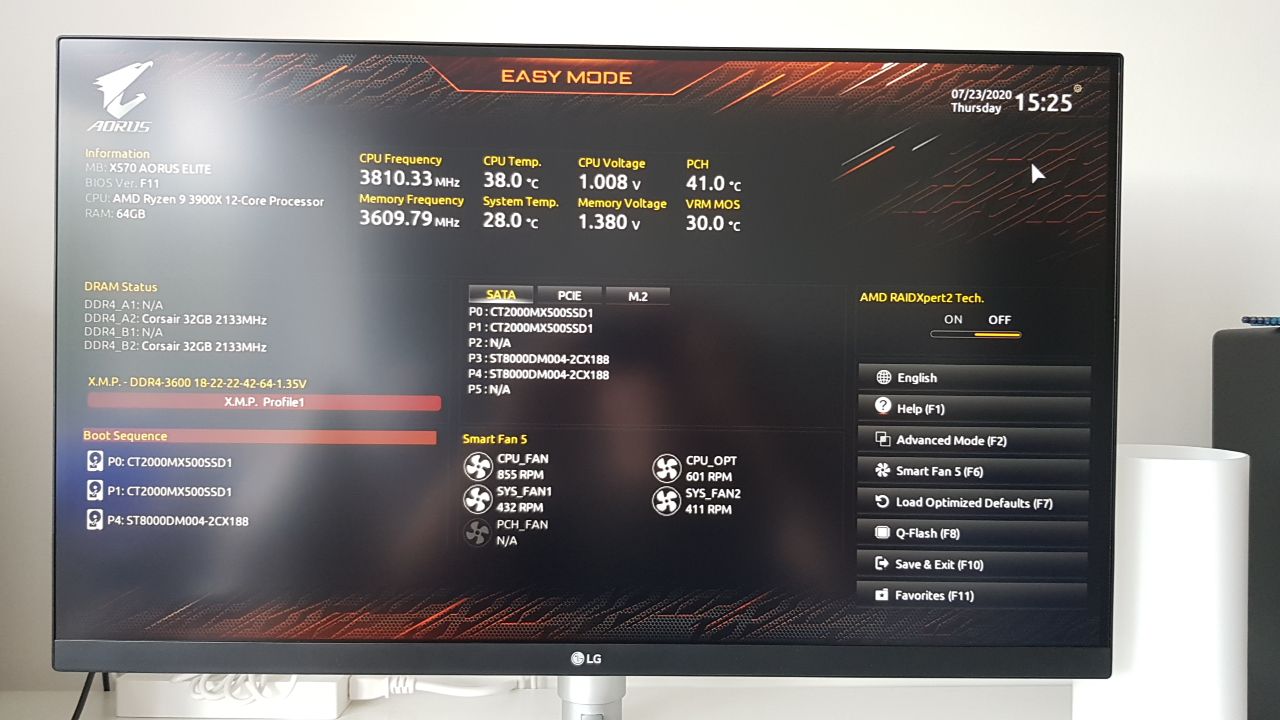 EASY MODE
AORUS
07/23/2020
Thursday
15:25
Information
MB: X570 AORUS ELITE
BIOS Ver. F11
CPU: AMD Ryzen 9 3900X 12-Core Processor
RAM: 64GB
CPU Frequency
3810.33 MHz
CPU Temp.
38.0 °C
CPU Voltage
1.008 V
PCH
41.0 °C
Memory Frequency
3609.79 MHz
System Temp.
28.0 °C
Memory Voltage
1.380 V
VRM MOS
30.0 °C
DRAM Status
DDR4_A1: N/A
DDR4_A2: Corsair 32GB 2133MHz
DDR4_B1: N/A
DDR4_B2: Corsair 32GB 2133MHz
X.M.P. - DDR4-3600 18-22-22-42-64-1.35V
X.M.P. Profile1
Boot Sequence
P0: CT2000MX500SSD1
P1: CT2000MX500SSD1
P4: ST8000DM004-2CX188
SATA PCIE M.2
P0 : CT2000MX500SSD1
P1 : CT2000MX500SSD1
P2 : N/A
P3 : ST8000DM004-2CX188
P4 : ST8000DM004-2CX188
P5 : N/A
Smart Fan 5
CPU_FAN
855 RPM
CPU_OPT
601 RPM
SYS_FAN1
432 RPM
SYS_FAN2
411 RPM
PCH_FAN
N/A
AMD RAIDXpert2 Tech.
ON OFF
English
Help (F1)
Advanced Mode (F2)
Smart Fan 5 (F6)
Load Optimized Defaults (F7)
Q-Flash (F8)
Save & Exit (F10)
Favorites (F11)
LG